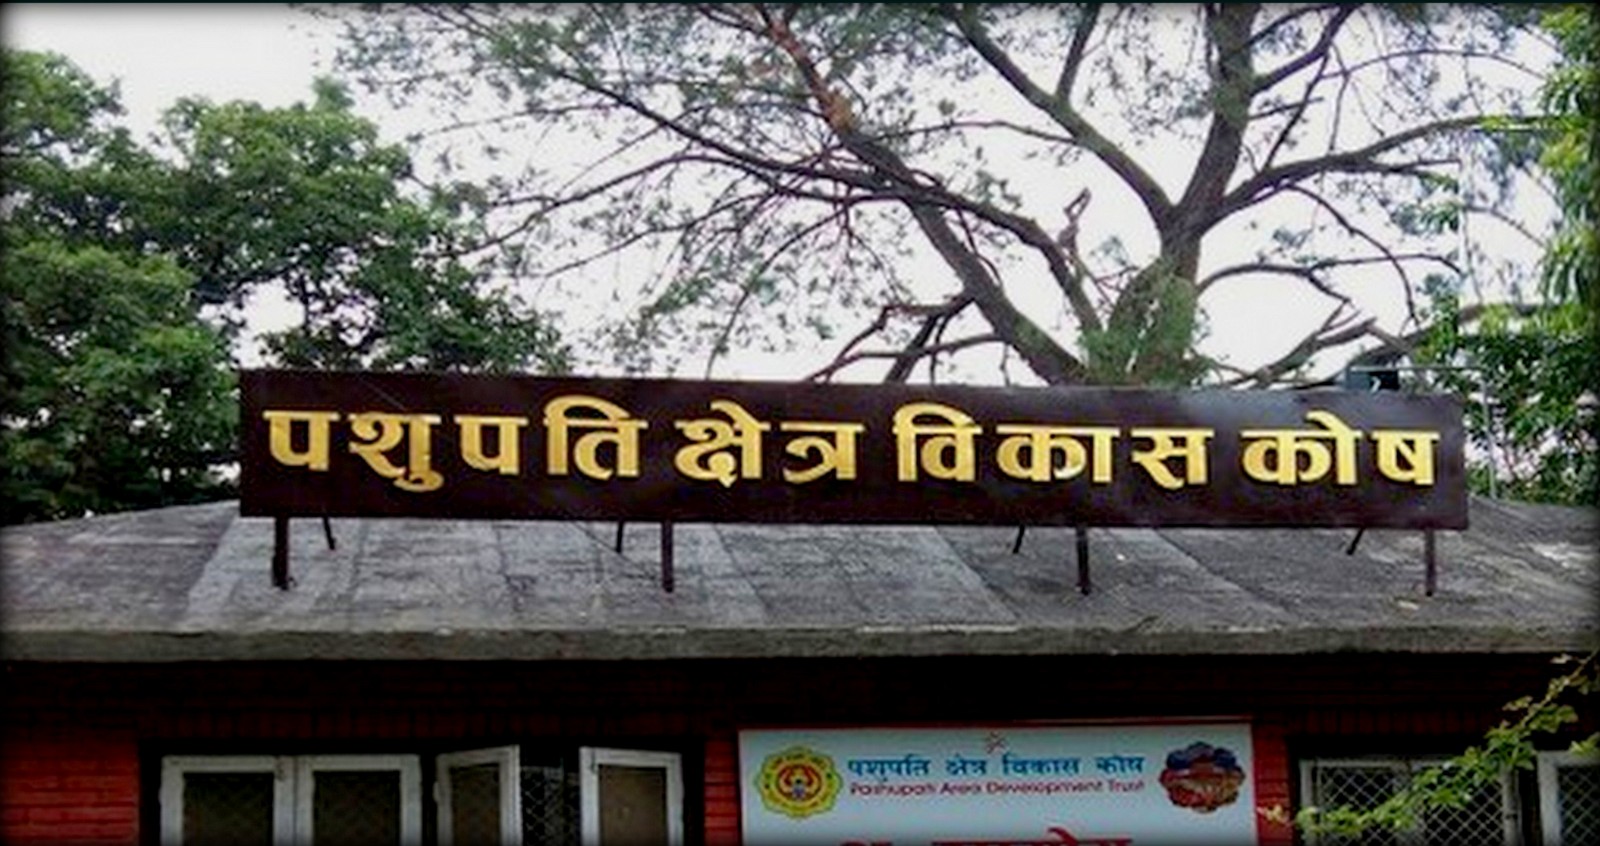 पशुपति क्षेत्र विकास कोष
पशुपति क्षेत्र विकास कोष
Pashupati Area Development Trust